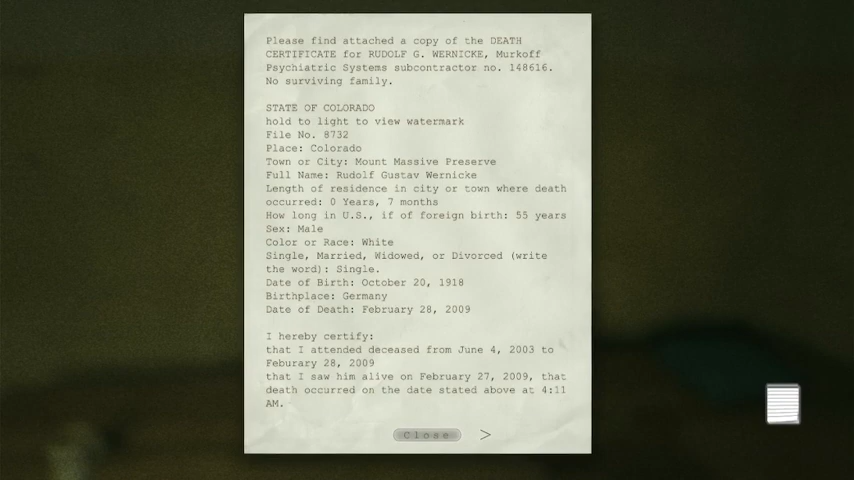 Please find attached a copy of the DEATH
CERTIFICATE for RUDOLF G. WERNICKE, Murkoff
Psychiatric Systems subcontractor no. 148616.
No surviving family.
STATE OF COLORADO
hold to light to view watermark
File No. 8732
Place: Colorado
Town or City: Mount Massive Preserve
Full Name: Rudolf Gustav Wernicke
Length of residence in city or town where death
occurred: 0 Years, 7 months
How long in U.S., if of foreign birth: 55 years
Sex: Male
Color or Race: White
Single, Married, Widowed, or Divorced (write
the word): Single.
Date of Birth: October 20, 1918
Birthplace: Germany
Date of Death: February 28, 2009
I hereby certify:
that I attended deceased from June 4, 2003 to
Feburary 28, 2009
that I saw him alive on February 27, 2009, that
death occurred on the date stated above at 4:11
AM.
Close >